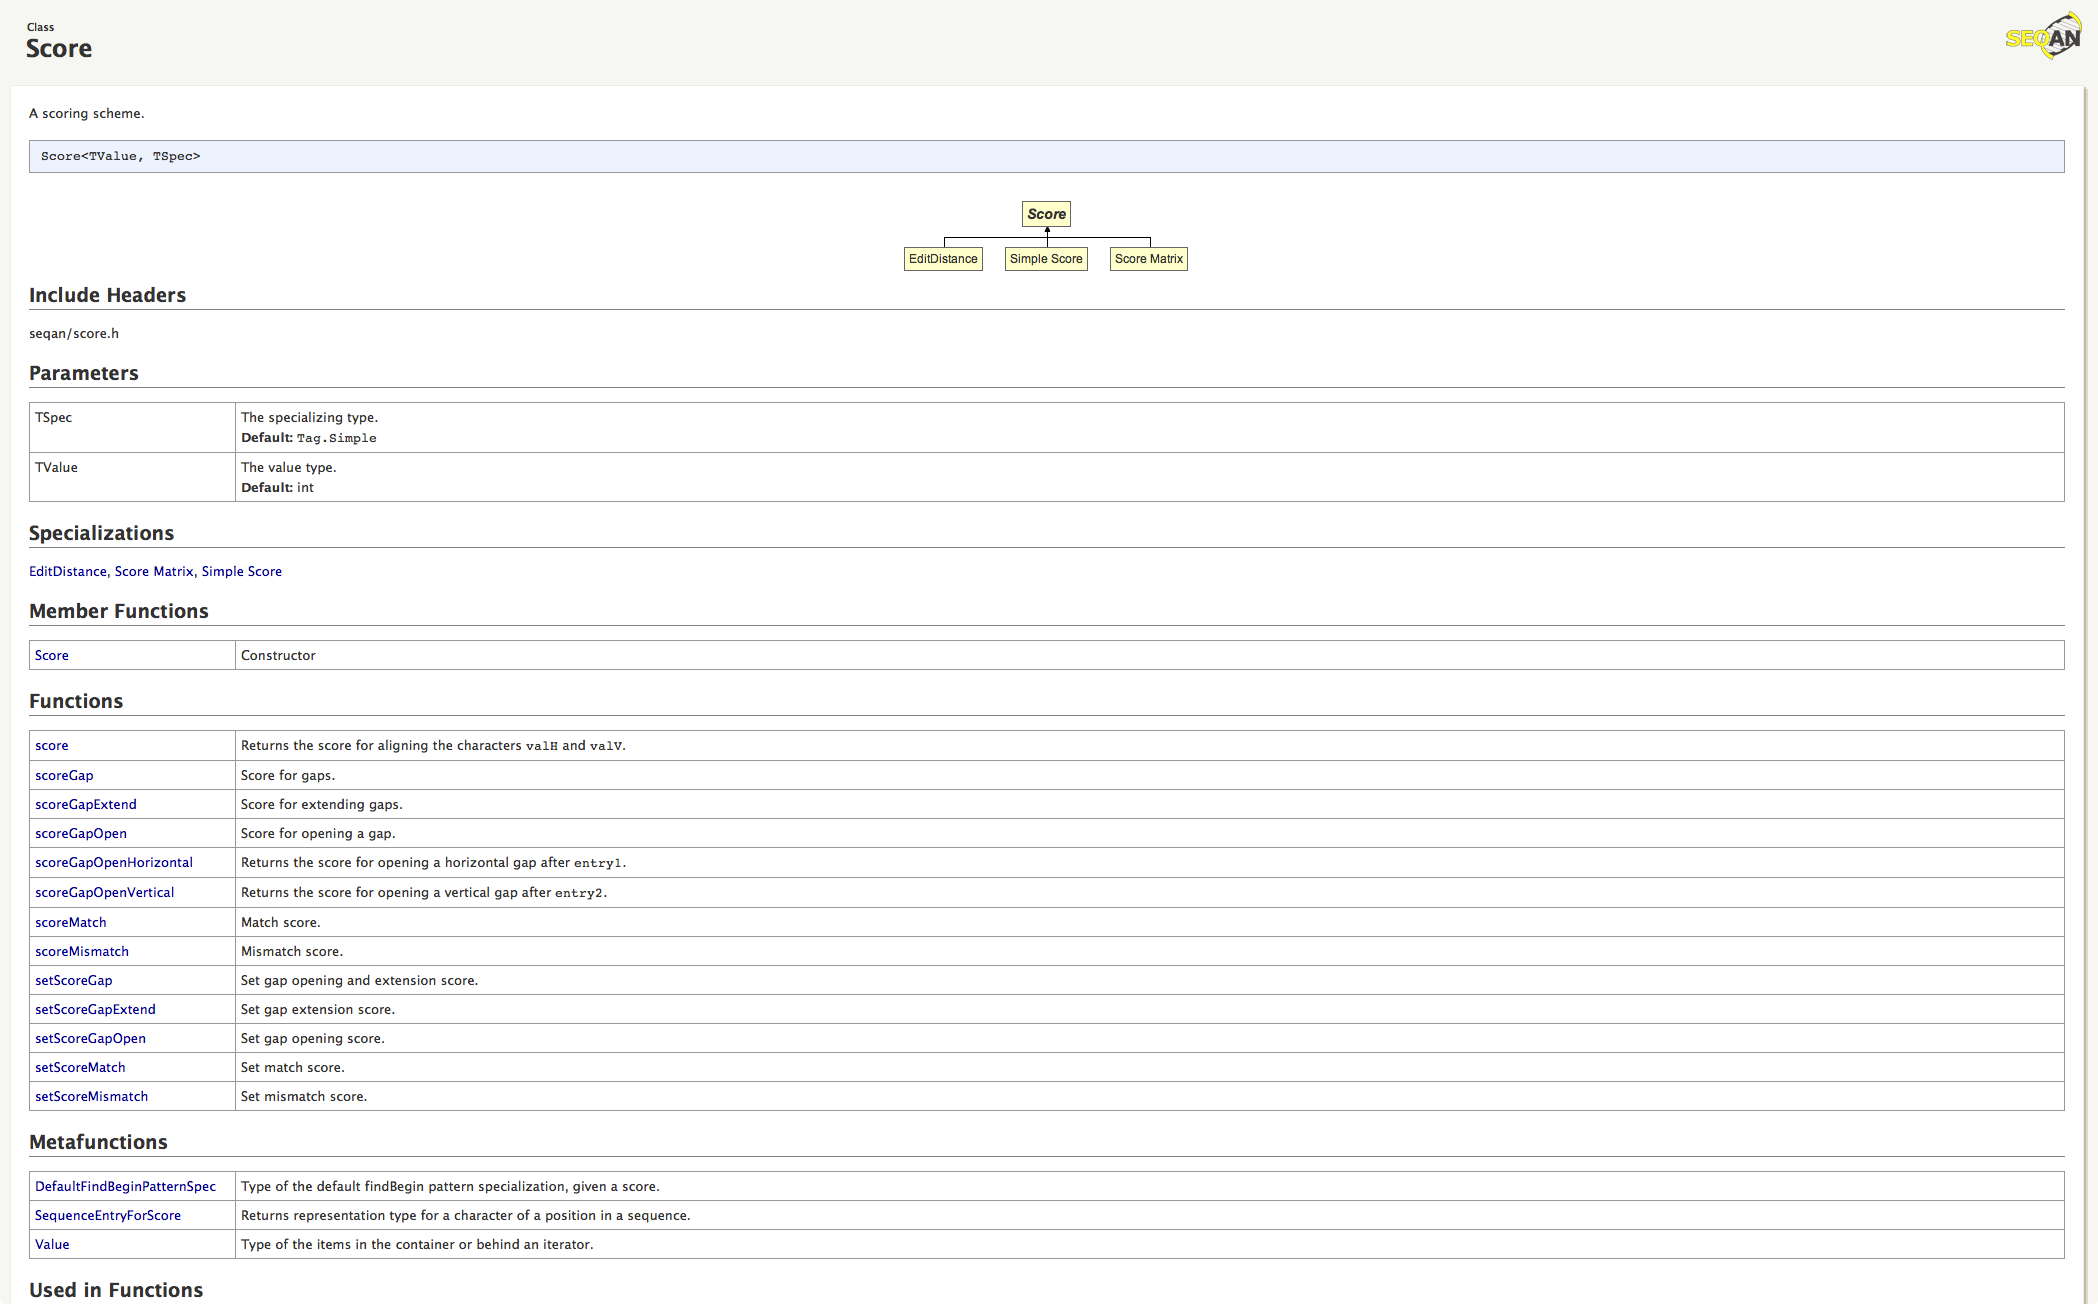 Class
Score
SEQAN
A scoring scheme.
Score<TValue, TSpec>
Score
EditDistance Simple Score Score Matrix
Include Headers
seqan/score.h
Parameters
TSpec The specializing type.
Default: Tag.Simple
TValue The value type.
Default: int
Specializations
EditDistance, Score Matrix, Simple Score
Member Functions
Score Constructor
Functions
score Returns the score for aligning the characters valH and valV.
scoreGap Score for gaps.
scoreGapExtend Score for extending gaps.
scoreGapOpen Score for opening a gap.
scoreGapOpenHorizontal Returns the score for opening a horizontal gap after entry1.
scoreGapOpenVertical Returns the score for opening a vertical gap after entry2.
scoreMatch Match score.
scoreMismatch Mismatch score.
setScoreGap Set gap opening and extension score.
setScoreGapExtend Set gap extension score.
setScoreGapOpen Set gap opening score.
setScoreMatch Set match score.
setScoreMismatch Set mismatch score.
Metafunctions
DefaultFindBeginPatternSpec Type of the default findBegin pattern specialization, given a score.
SequenceEntryForScore Returns representation type for a character of a position in a sequence.
Value Type of the items in the container or behind an iterator.
Used in Functions